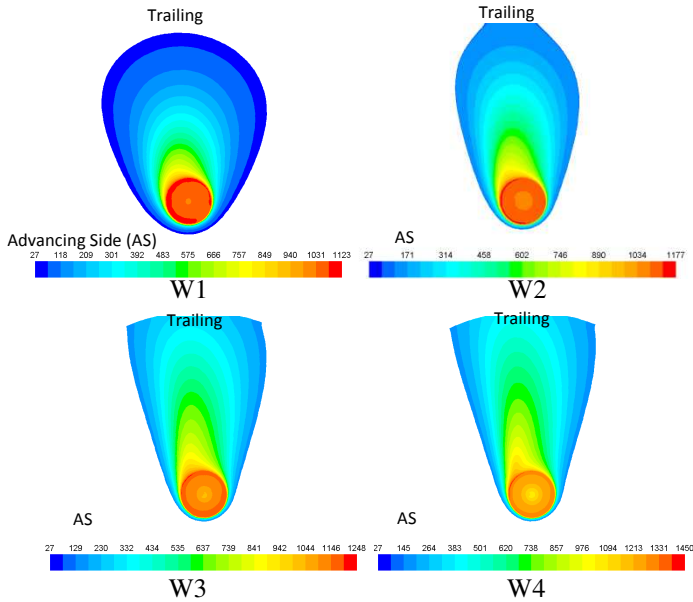 Trailing
Advancing Side (AS)
27 118 209 301 392 483 575 666 757 849 940 1031 1123
W1
Trailing
AS
27 171 314 458 602 746 890 1034 1177
W2
Trailing
AS
27 129 230 332 434 535 637 739 841 942 1044 1146 1248
W3
Trailing
AS
27 145 264 383 501 620 738 857 976 1094 1213 1331 1450
W4